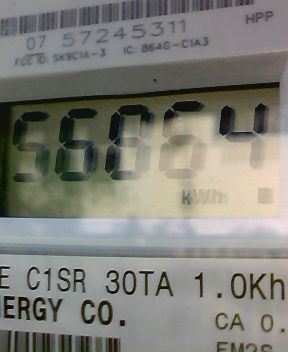 HPP
07 57245311
FCC ID: SK9C1A-3 IC: 864G-C1A3
56864
kWh
E C1SR 30TA 1.0Kh
NERGY CO.
CA 0.